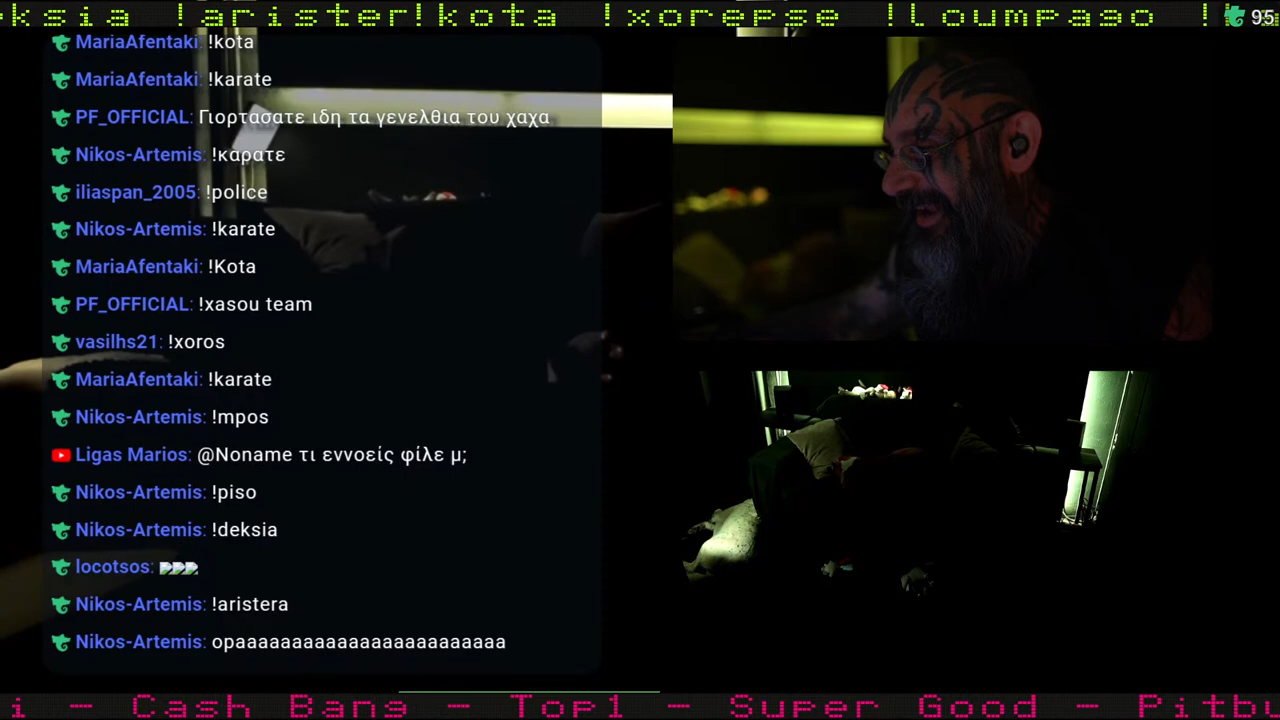 ksia !arister!kota !xorepse !loumpago !k
95
MariaAfentaki: !kota
MariaAfentaki: !karate
PF_OFFICIAL: Γιορτασατε ιδη τα γενελθια του χαχα
Nikos-Artemis: !καρατε
iliaspan_2005: !police
Nikos-Artemis: !karate
MariaAfentaki: !Kota
PF_OFFICIAL: !xasou team
vasilhs21: !xoros
MariaAfentaki: !karate
Nikos-Artemis: !mpos
Ligas Marios: @Noname τι εννοείς φίλε μ;
Nikos-Artemis: !piso
Nikos-Artemis: !deksia
locotsos:
Nikos-Artemis: !aristera
Nikos-Artemis: opaaaaaaaaaaaaaaaaaaaaaaaa
i - Cash Bang - Top1 - Super Good - Pitbu